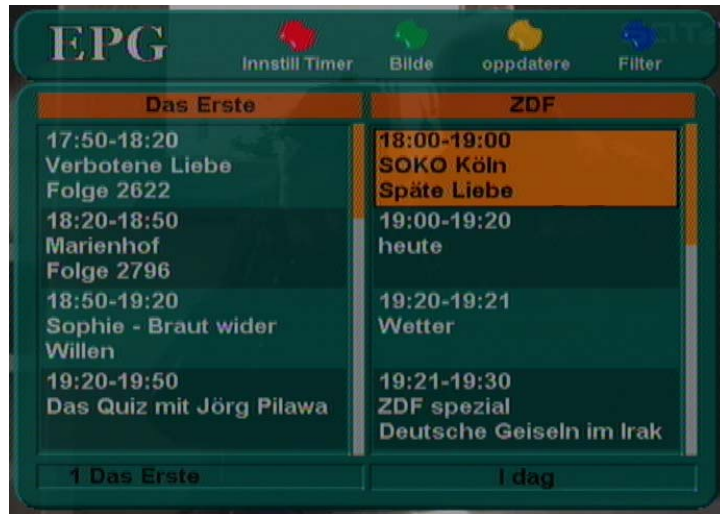 EPG
Innstill Timer
Bilde
oppdatere
Filter
Das Erste
17:50-18:20
Verbotene Liebe
Folge 2622
18:20-18:50
Marienhof
Folge 2796
18:50-19:20
Sophie - Braut wider
Willen
19:20-19:50
Das Quiz mit Jörg Pilawa
1 Das Erste
ZDF
18:00-19:00
SOKO Köln
Späte Liebe
19:00-19:20
heute
19:20-19:21
Wetter
19:21-19:30
ZDF spezial
Deutsche Geiseln im Irak
I dag